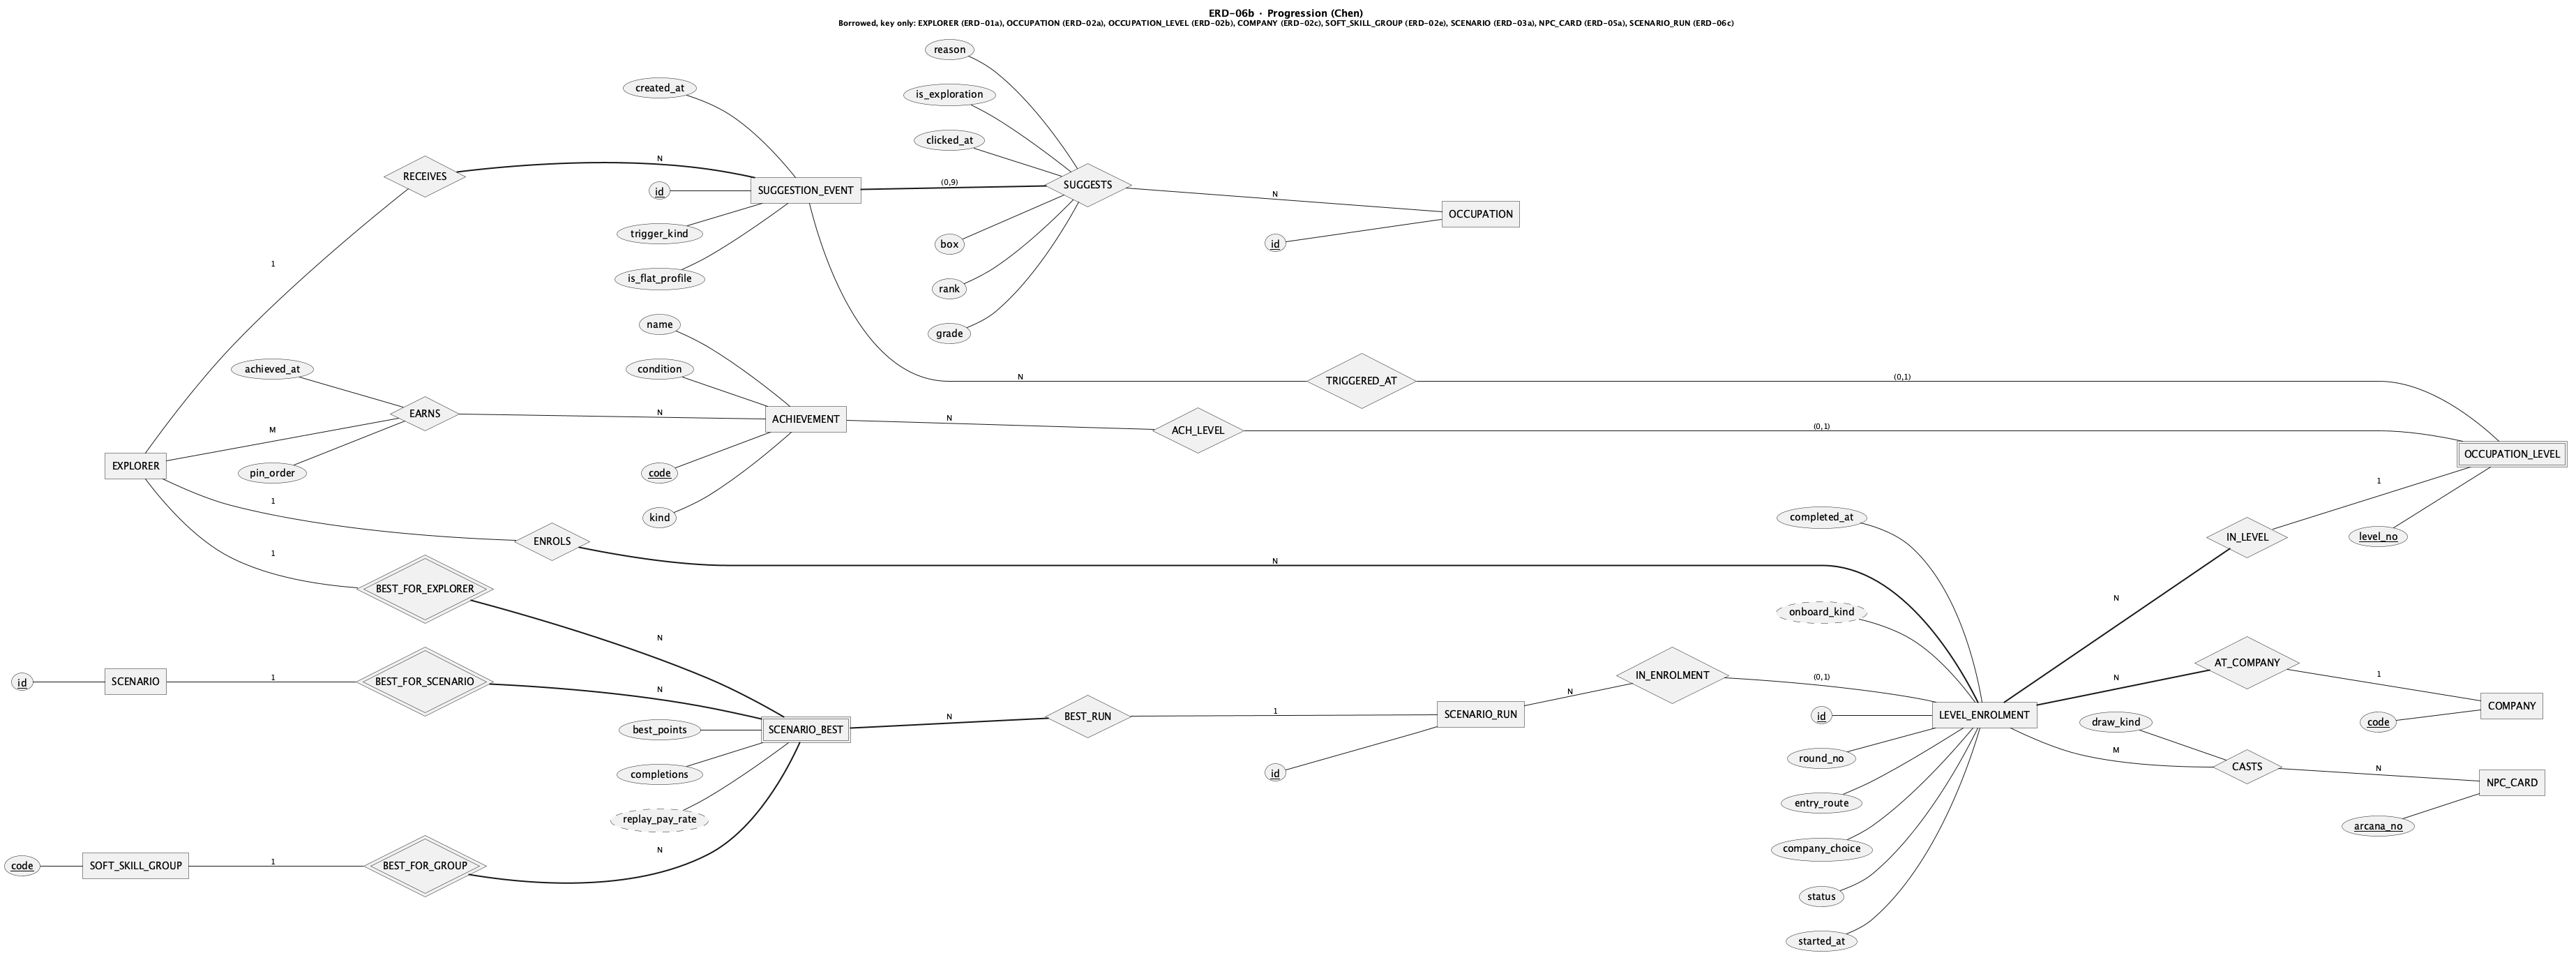 ERD-06b · Progression (Chen)
Borrowed, key only: EXPLORER (ERD-01a), OCCUPATION (ERD-02a), OCCUPATION_LEVEL (ERD-02b), COMPANY (ERD-02c), SOFT_SKILL_GROUP (ERD-02e), SCENARIO (ERD-03a), NPC_CARD (ERD-05a), SCENARIO_RUN (ERD-06c)
reason
created_at
is_exploration
clicked_at
RECEIVES
N
id
SUGGESTION_EVENT
(0,9)
SUGGESTS
N
OCCUPATION
trigger_kind
box
id
1
is_flat_profile
rank
name
grade
achieved_at
condition
N
TRIGGERED_AT
(0,1)
EARNS
N
ACHIEVEMENT
N
ACH_LEVEL
(0,1)
M
EXPLORER
pin_order
code
OCCUPATION_LEVEL
1
1
kind
completed_at
ENROLS
N
IN_LEVEL
level_no
1
BEST_FOR_EXPLORER
N
onboard_kind
N
SCENARIO
id
1
BEST_FOR_SCENARIO
N
IN_ENROLMENT
N
(0,1)
N
AT_COMPANY
1
best_points
SCENARIO_BEST
N
BEST_RUN
1
SCENARIO_RUN
id
LEVEL_ENROLMENT
COMPANY
code
draw_kind
completions
id
round_no
M
CASTS
N
NPC_CARD
replay_pay_rate
entry_route
arcana_no
N
company_choice
code
SOFT_SKILL_GROUP
1
BEST_FOR_GROUP
status
started_at